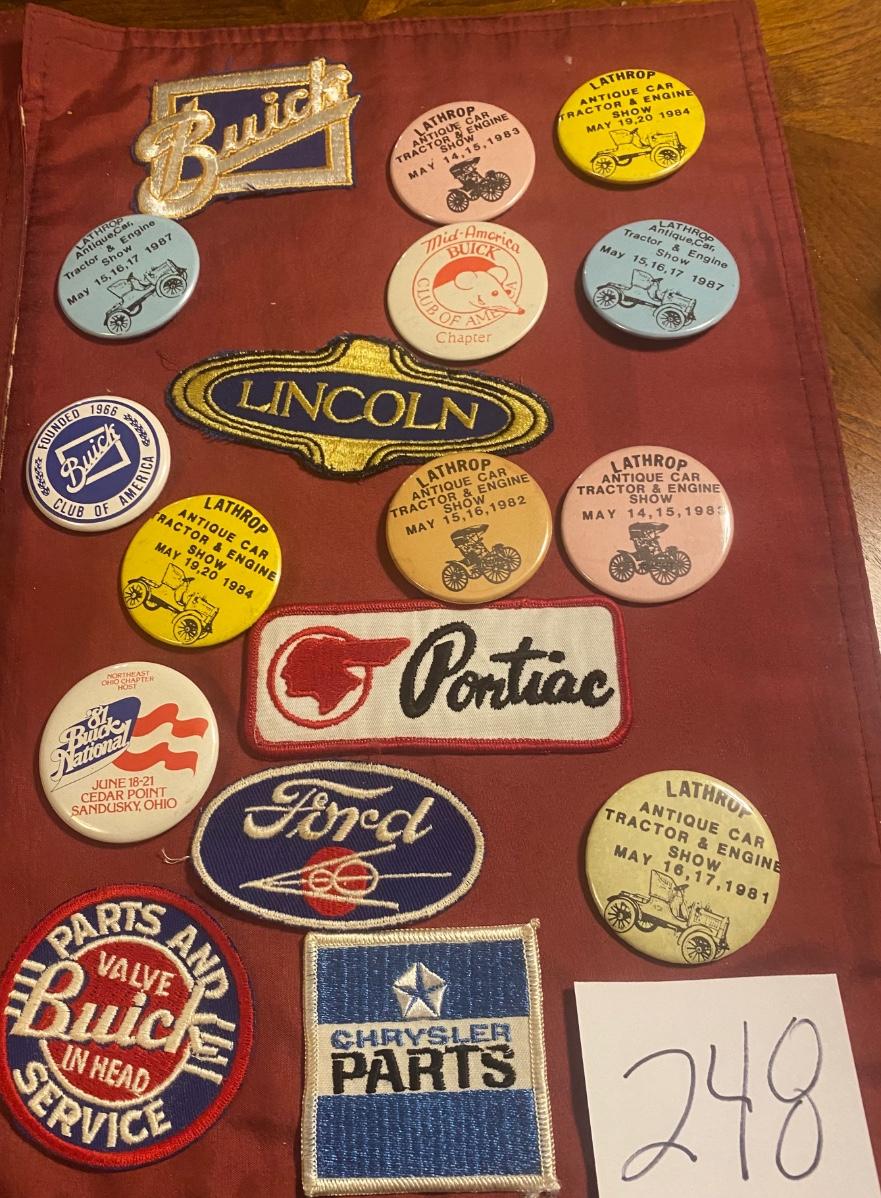 Buick
LATHROP
ANTIQUE CAR
TRACTOR & ENGINE
SHOW
MAY 14,15,1983
LATHROP
ANTIQUE CAR
TRACTOR & ENGINE
SHOW
MAY 19,20 1984
LATHROP
Antique,Car,
Tractor & Engine
Show
May 15,16,17 1987
Mid-America
BUICK
CLUB OF AMERICA
Chapter
LATHROP
Antique,Car,
Tractor & Engine
Show
May 15,16,17 1987
LINCOLN
FOUNDED 1966
Buick
CLUB OF AMERICA
LATHROP
ANTIQUE CAR
TRACTOR & ENGINE
SHOW
MAY 15,16,1982
LATHROP
ANTIQUE CAR
TRACTOR & ENGINE
SHOW
MAY 14,15,1983
LATHROP
ANTIQUE CAR
TRACTOR & ENGINE
SHOW
MAY 19,20 1984
Pontiac
NORTHEAST
OHIO CHAPTER
HOST
'81
Buick
National
JUNE 18-21
CEDAR POINT
SANDUSKY, OHIO
Ford
V8
LATHROP
ANTIQUE CAR
TRACTOR & ENGINE
SHOW
MAY 16,17,1981
PARTS AND
VALVE
Buick
IN HEAD
SERVICE
CHRYSLER
PARTS
248